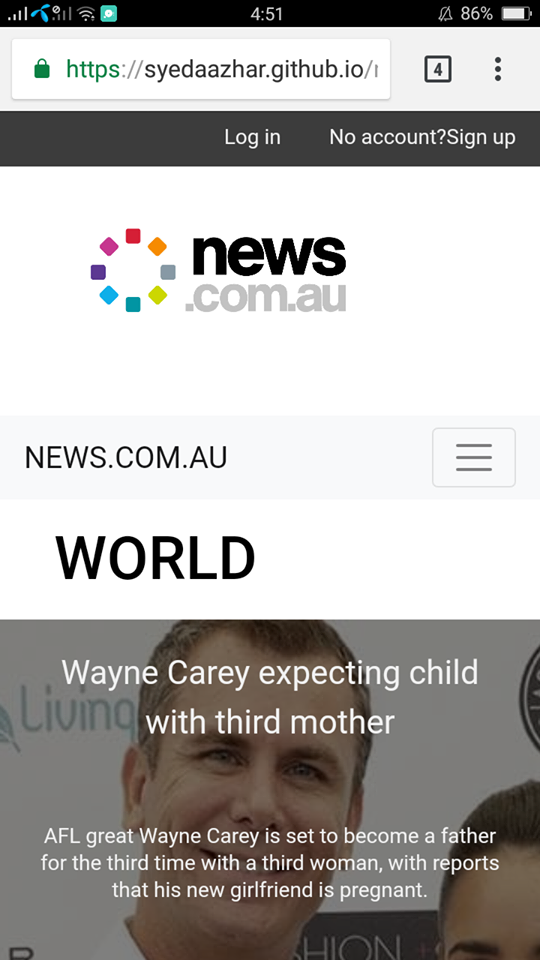 4:51
86%
https://syedaazhar.github.io/
4
Log in
No account?Sign up
news
.com.au
NEWS.COM.AU
WORLD
Wayne Carey expecting child
with third mother
Living
AFL great Wayne Carey is set to become a father
for the third time with a third woman, with reports
that his new girlfriend is pregnant.